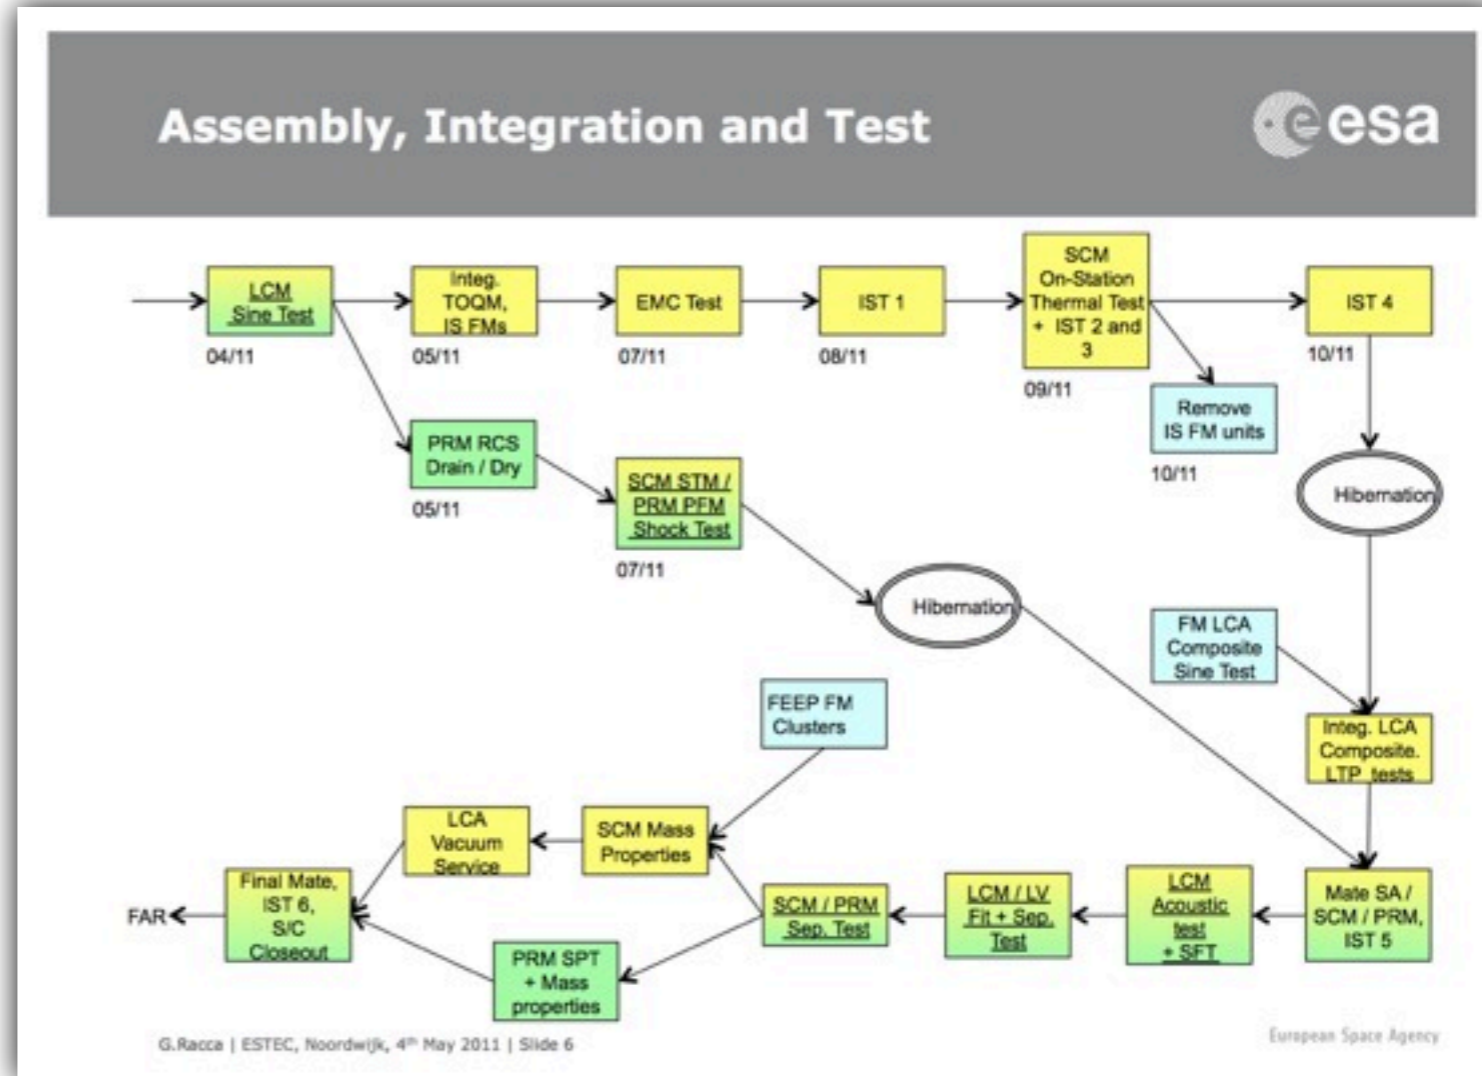 Assembly, Integration and Test
esa
LCM
Sine Test
04/11
Integ.
TOQM,
IS FMs
05/11
EMC Test
07/11
IST 1
08/11
SCM
On-Station
Thermal Test
+ IST 2 and
3
09/11
IST 4
10/11
Remove
IS FM units
10/11
PRM RCS
Drain / Dry
05/11
SCM STM /
PRM PFM
Shock Test
07/11
Hibernation
Hibernation
FM LCA
Composite
Sine Test
FEEP FM
Clusters
Integ. LCA
Composite.
LTP tests
LCA
Vacuum
Service
SCM Mass
Properties
FAR
Final Mate,
IST 6,
S/C
Closeout
PRM SPT
+ Mass
properties
SCM / PRM
Sep. Test
LCM / LV
Fit + Sep.
Test
LCM
Acoustic
test
+ SFT
Mate SA /
SCM / PRM,
IST 5
G.Racca | ESTEC, Noordwijk, 4th May 2011 | Slide 6
European Space Agency